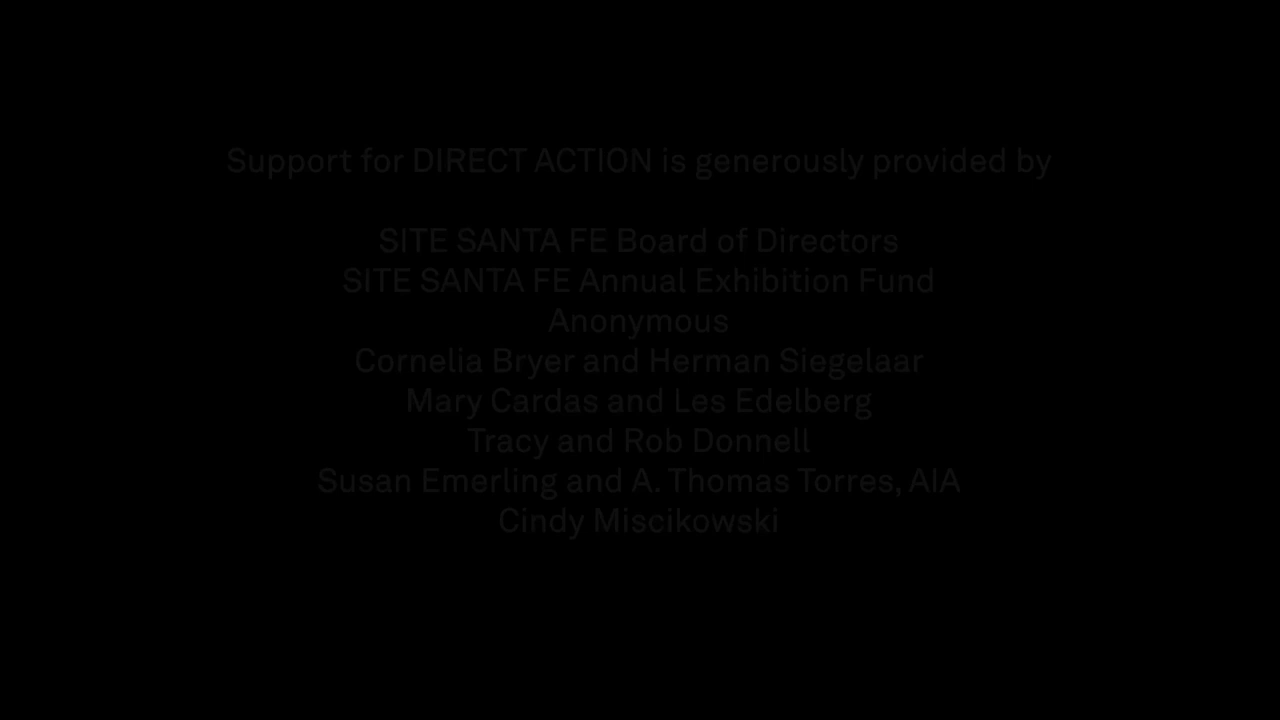 Support for DIRECT ACTION is generously provided by
SITE SANTA FE Board of Directors
SITE SANTA FE Annual Exhibition Fund
Anonymous
Cornelia Bryer and Herman Siegelaar
Mary Cardas and Les Edelberg
Tracy and Rob Donnell
Susan Emerling and A. Thomas Torres, AIA
Cindy Miscikowski